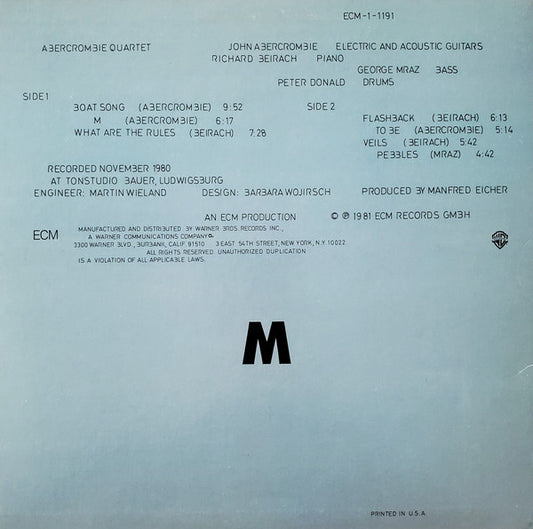 ECM-1-1191
ABERCROMBIE QUARTET JOHN ABERCROMBIE ELECTRIC AND ACOUSTIC GUITARS
RICHARD BEIRACH PIANO
GEORGE MRAZ BASS
PETER DONALD DRUMS
SIDE 1
BOAT SONG (ABERCROMBIE) 9:52
M (ABERCROMBIE) 6:17
WHAT ARE THE RULES (BEIRACH) 7:28
SIDE 2
FLASHBACK (BEIRACH) 6:13
TO BE (ABERCROMBIE) 5:14
VEILS (BEIRACH) 5:42
PEBBLES (MRAZ) 4:42
RECORDED NOVEMBER 1980
AT TONSTUDIO BAUER, LUDWIGSBURG
ENGINEER: MARTIN WIELAND DESIGN: BARBARA WOJIRSCH PRODUCED BY MANFRED EICHER
AN ECM PRODUCTION © ℗ 1981 ECM RECORDS GMBH
ECM
MANUFACTURED AND DISTRIBUTED BY WARNER BROS. RECORDS INC.,
A WARNER COMMUNICATIONS COMPANY
3300 WARNER BLVD., BURBANK, CALIF. 91510 3 EAST 54TH STREET, NEW YORK, N.Y. 10022
ALL RIGHTS RESERVED. UNAUTHORIZED DUPLICATION
IS A VIOLATION OF ALL APPLICABLE LAWS.
M
PRINTED IN U.S.A.